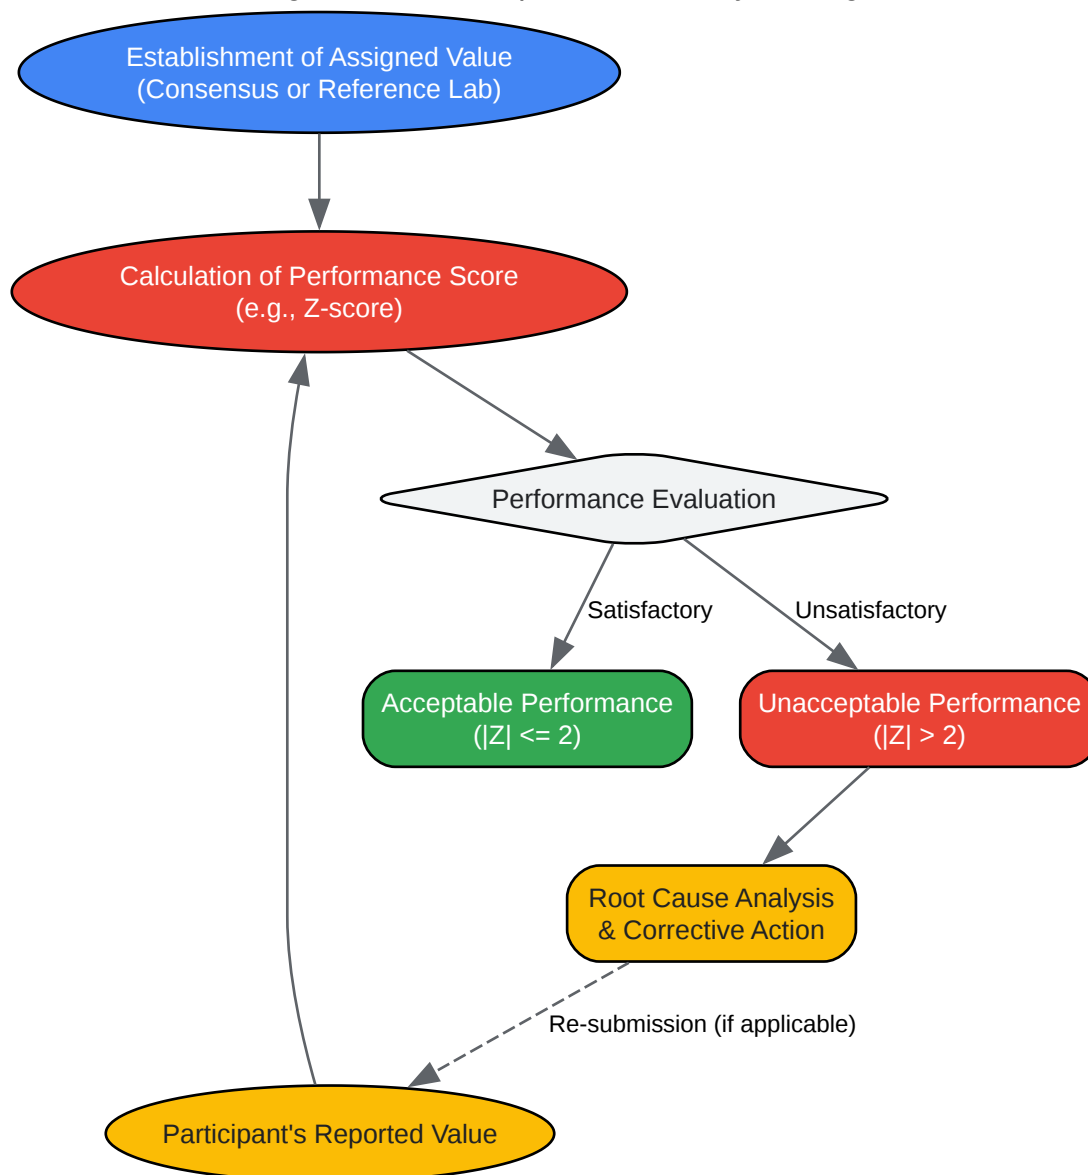 Establishment of Assigned Value
(Consensus or Reference Lab)
Calculation of Performance Score
(e.g., Z-score)
Performance Evaluation
Satisfactory
Unsatisfactory
Acceptable Performance
(|Z| <= 2)
Unacceptable Performance
(|Z| > 2)
Root Cause Analysis
& Corrective Action
Re-submission (if applicable)
Participant's Reported Value